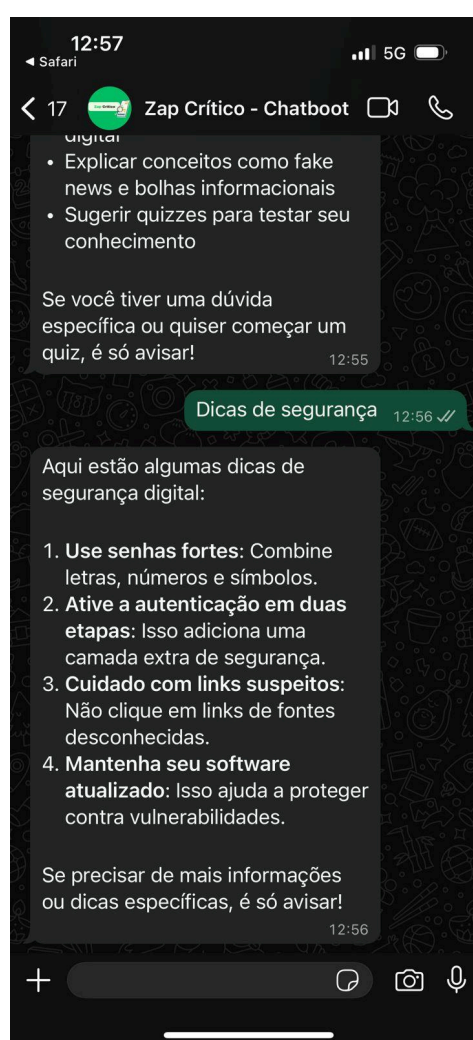 12:57
5G
Safari
17
Zap Crítico - Chatboot
digital
• Explicar conceitos como fake
news e bolhas informacionais
• Sugerir quizzes para testar seu
conhecimento
Se você tiver uma dúvida
específica ou quiser começar um
quiz, é só avisar!
12:55
Dicas de segurança
12:56
Aqui estão algumas dicas de
segurança digital:
1. Use senhas fortes: Combine
letras, números e símbolos.
2. Ative a autenticação em duas
etapas: Isso adiciona uma
camada extra de segurança.
3. Cuidado com links suspeitos:
Não clique em links de fontes
desconhecidas.
4. Mantenha seu software
atualizado: Isso ajuda a proteger
contra vulnerabilidades.
Se precisar de mais informações
ou dicas específicas, é só avisar!
12:56